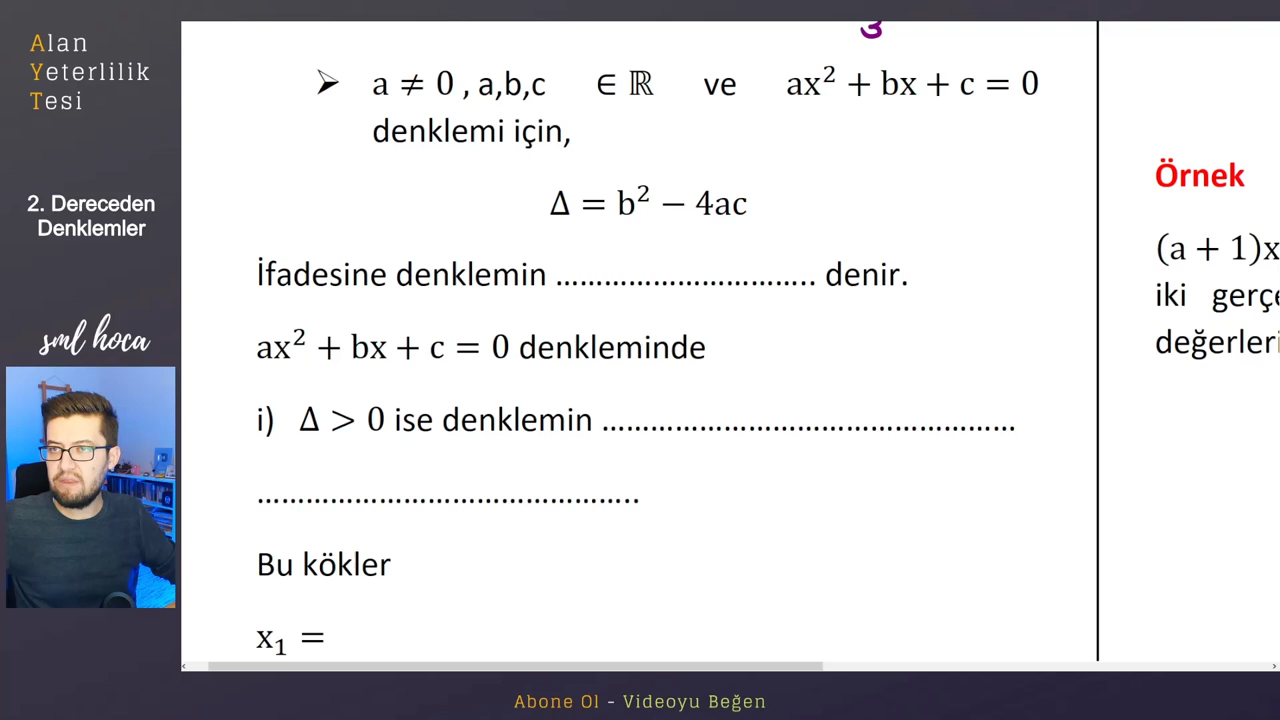 Alan
Yeterlilik
Tesi
2. Dereceden
Denklemler
sml hoca
3
➢ a ≠ 0 , a,b,c ∈ ℝ ve ax² + bx + c = 0
denklemi için,
Δ = b² − 4ac
İfadesine denklemin ………………………….. denir.
ax² + bx + c = 0 denkleminde
i) Δ > 0 ise denklemin ……………………………………………
………………………………………..
Bu kökler
x₁ =
Örnek
(a + 1)x
iki gerçe
değerleri
Abone Ol - Videoyu Beğen